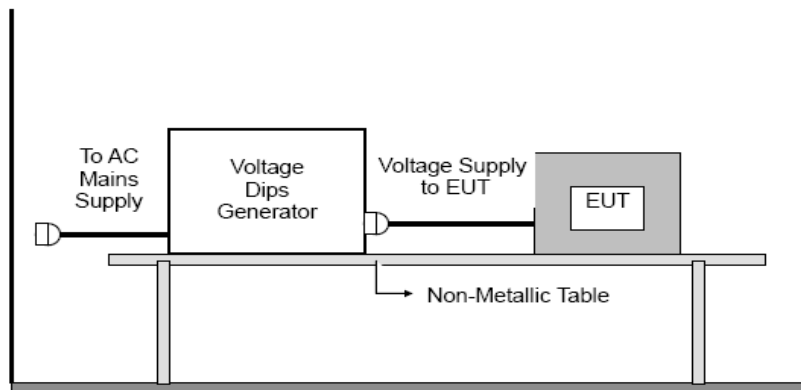 To AC
Mains
Supply
Voltage
Dips
Generator
Voltage Supply
to EUT
EUT
Non-Metallic Table